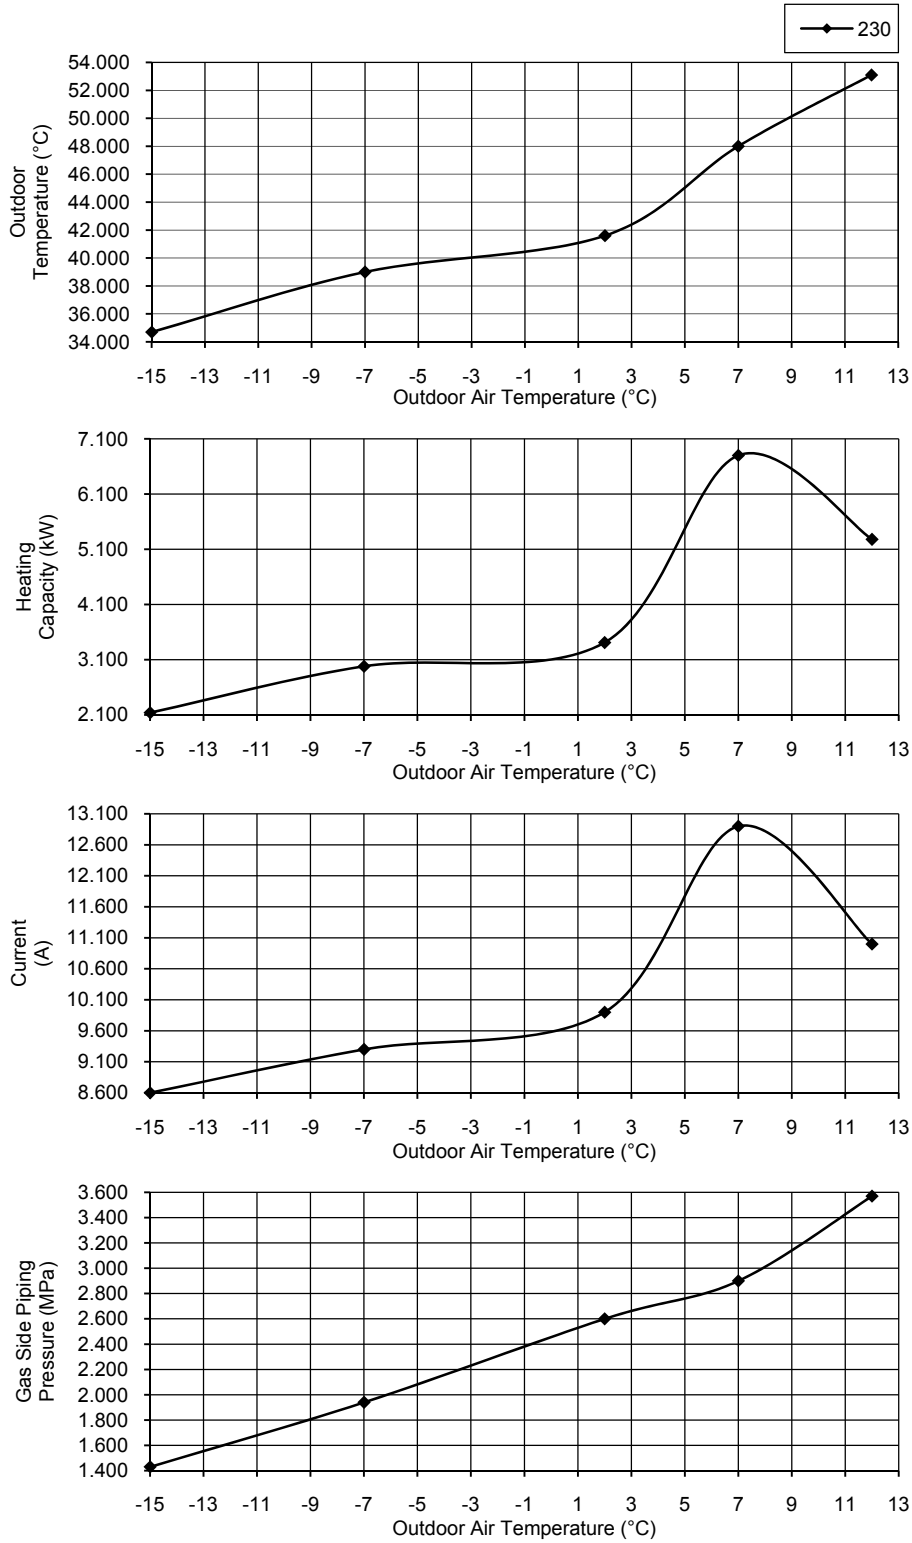 230
54.000
52.000
50.000
48.000
46.000
44.000
42.000
40.000
38.000
36.000
34.000
Outdoor
Temperature (°C)
-15 -13 -11 -9 -7 -5 -3 -1 1 3 5 7 9 11 13
Outdoor Air Temperature (°C)
7.100
6.100
5.100
4.100
3.100
2.100
Heating
Capacity (kW)
-15 -13 -11 -9 -7 -5 -3 -1 1 3 5 7 9 11 13
Outdoor Air Temperature (°C)
13.100
12.600
12.100
11.600
11.100
10.600
10.100
9.600
9.100
8.600
Current
(A)
-15 -13 -11 -9 -7 -5 -3 -1 1 3 5 7 9 11 13
Outdoor Air Temperature (°C)
3.600
3.400
3.200
3.000
2.800
2.600
2.400
2.200
2.000
1.800
1.600
1.400
Gas Side Piping
Pressure (MPa)
-15 -13 -11 -9 -7 -5 -3 -1 1 3 5 7 9 11 13
Outdoor Air Temperature (°C)